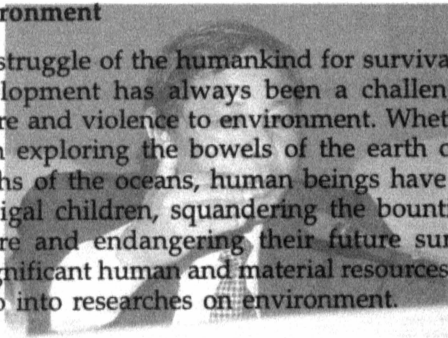 ronment
struggle of the humankind for surviva
lopment has always been a challen
re and violence to environment. Whet
n exploring the bowels of the earth o
hs of the oceans, human beings have
igal children, squandering the bount
re and endangering their future sur
gnificant human and material resources
o into researches on environment.